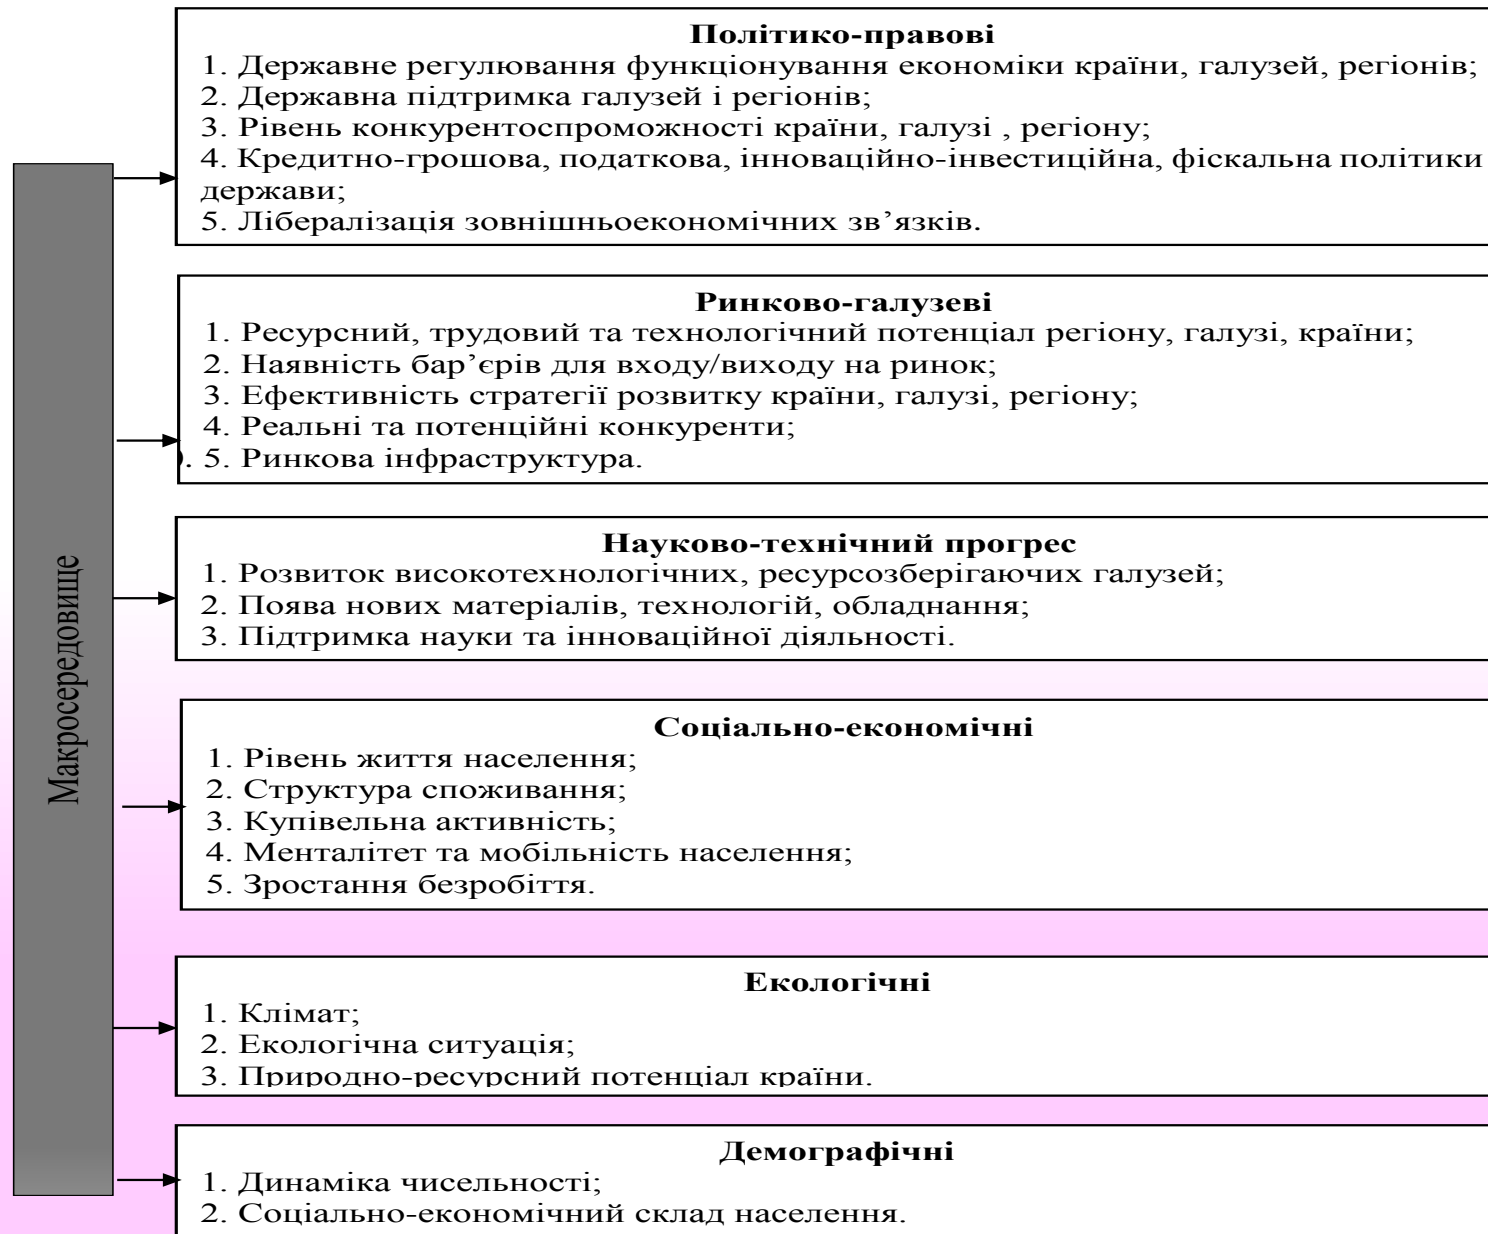 Макросередовище
Політико-правові
1. Державне регулювання функціонування економіки країни, галузей, регіонів;
2. Державна підтримка галузей і регіонів;
3. Рівень конкурентоспроможності країни, галузі , регіону;
4. Кредитно-грошова, податкова, інноваційно-інвестиційна, фіскальна політики
держави;
5. Лібералізація зовнішньоекономічних зв’язків.
Ринково-галузеві
1. Ресурсний, трудовий та технологічний потенціал регіону, галузі, країни;
2. Наявність бар’єрів для входу/виходу на ринок;
3. Ефективність стратегії розвитку країни, галузі, регіону;
4. Реальні та потенційні конкуренти;
. 5. Ринкова інфраструктура.
Науково-технічний прогрес
1. Розвиток високотехнологічних, ресурсозберігаючих галузей;
2. Поява нових матеріалів, технологій, обладнання;
3. Підтримка науки та інноваційної діяльності.
Соціально-економічні
1. Рівень життя населення;
2. Структура споживання;
3. Купівельна активність;
4. Менталітет та мобільність населення;
5. Зростання безробіття.
Екологічні
1. Клімат;
2. Екологічна ситуація;
3. Природно-ресурсний потенціал країни.
Демографічні
1. Динаміка чисельності;
2. Соціально-економічний склад населення.